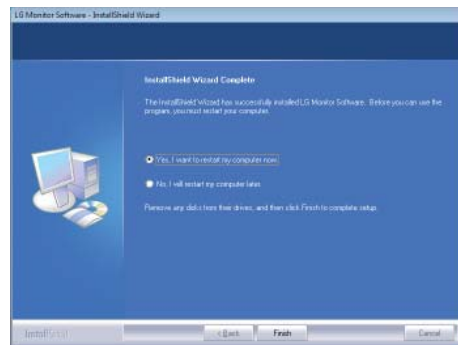 LG Monitor Software - InstallShield Wizard
InstallShield Wizard Complete
The InstallShield Wizard has successfully installed LG Monitor Software. Before you can use the
program, you must restart your computer.
Yes, I want to restart my computer now.
No, I will restart my computer later.
Remove any disks from their drives, and then click Finish to complete setup.
InstallShield
< Back Finish Cancel